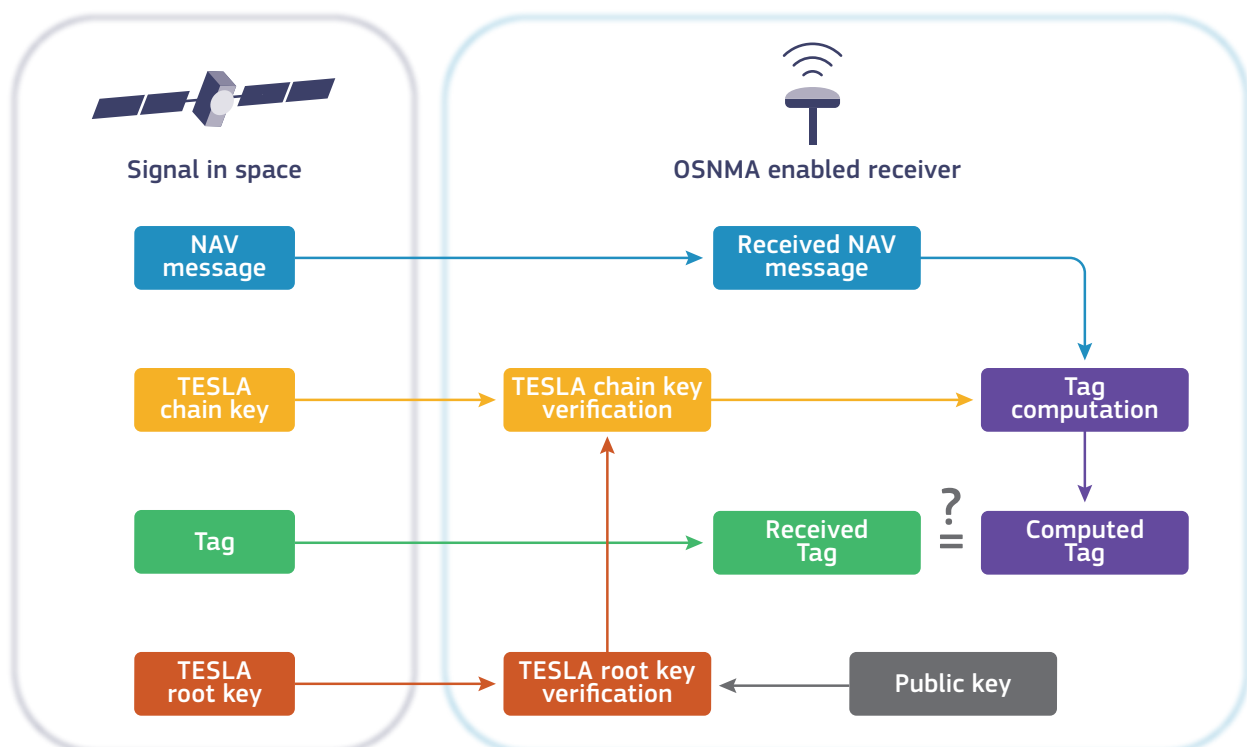 Signal in space
OSNMA enabled receiver
NAV
message
Received NAV
message
TESLA
chain key
TESLA chain key
verification
Tag
computation
Tag
Received
Tag
?
=
Computed
Tag
TESLA
root key
TESLA root key
verification
Public key